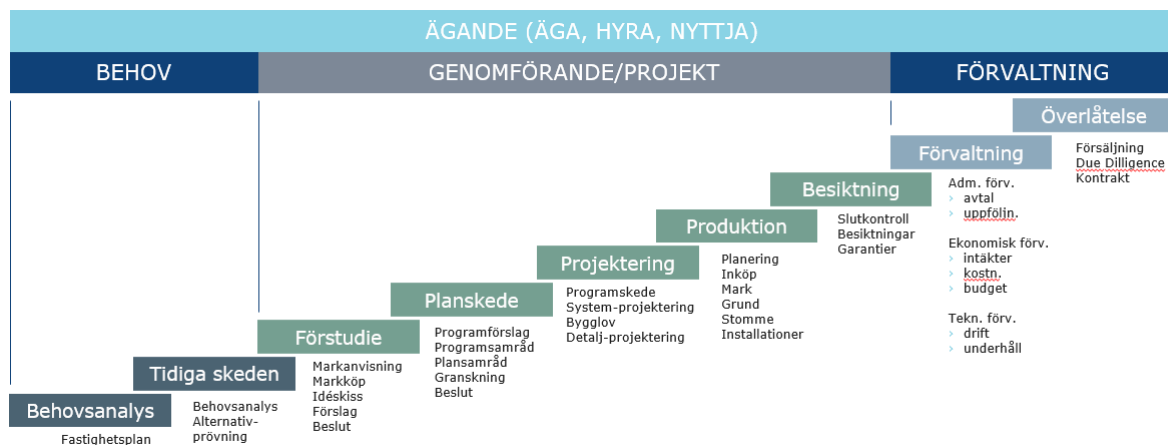 ÄGANDE (ÄGA, HYRA, NYTTJA)
BEHOV
GENOMFÖRANDE/PROJEKT
FÖRVALTNING
Behovsanalys
Fastighetsplan
Tidiga skeden
Behovsanalys
Alternativ-
prövning
Förstudie
Markanvisning
Markköp
Idéskiss
Förslag
Beslut
Planskede
Programförslag
Programsamråd
Plansamråd
Granskning
Beslut
Projektering
Programskede
System-projektering
Bygglov
Detalj-projektering
Produktion
Planering
Inköp
Mark
Grund
Stomme
Installationer
Besiktning
Slutkontroll
Besiktningar
Garantier
Förvaltning
Adm. förv.
› avtal
› uppföljn.
Ekonomisk förv.
› intäkter
› kostn.
› budget
Tekn. förv.
› drift
› underhåll
Överlåtelse
Försäljning
Due Dilligence
Kontrakt